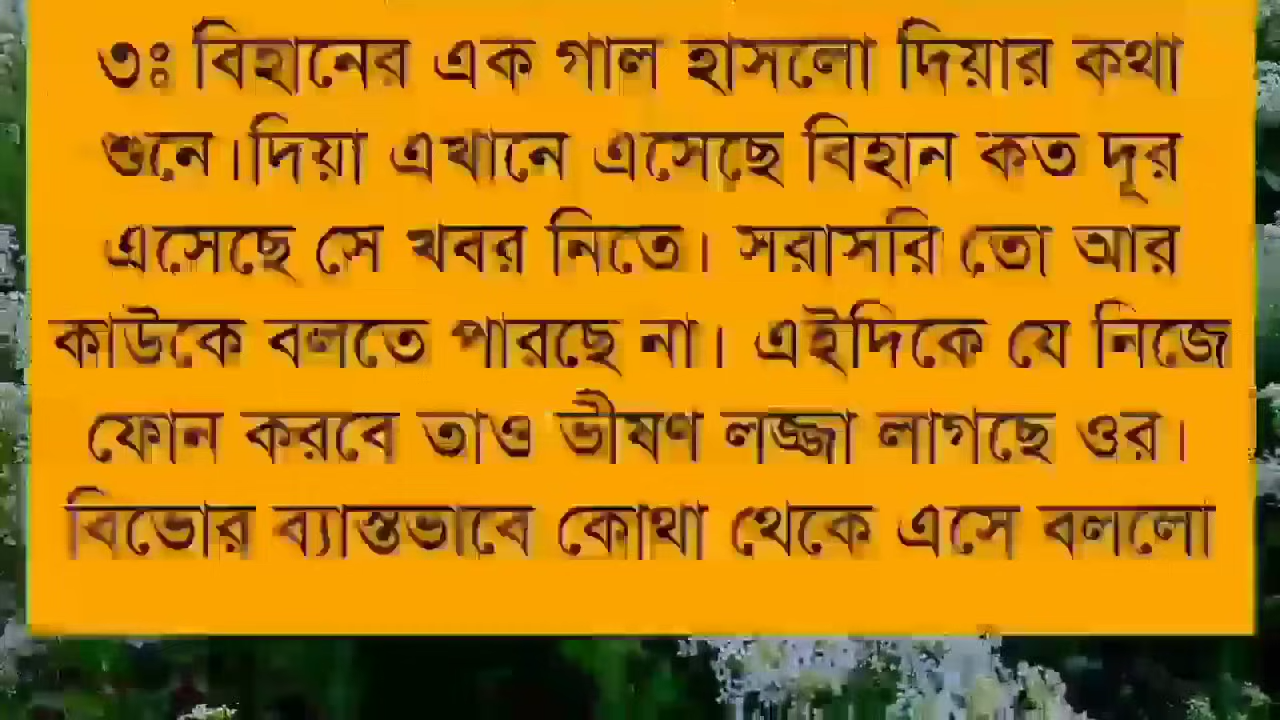 ৩ঃ বিহানের এক গাল হাসলো দিয়ার কথা
শুনে।দিয়া এখানে এসেছে বিহান কত দূর
এসেছে সে খবর নিতে। সরাসরি তো আর
কাউকে বলতে পারছে না। এইদিকে যে নিজে
ফোন করবে তাও ভীষণ লজ্জা লাগছে ওর।
বিভোর ব্যাস্তভাবে কোথা থেকে এসে বললো